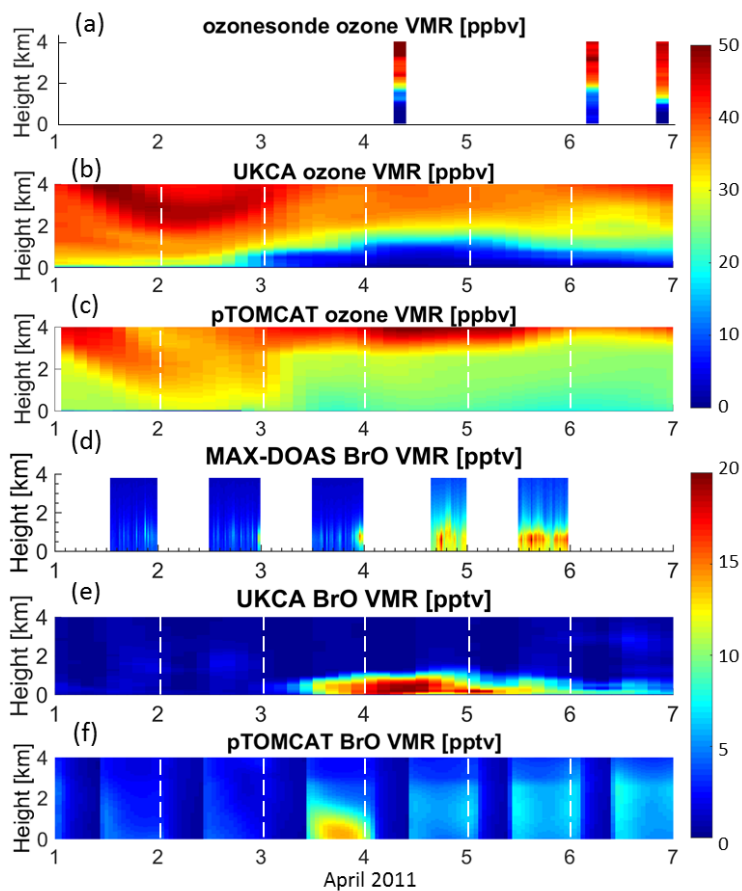 (a) ozonesonde ozone VMR [ppbv]
Height [km]
4
2
0
1 2 3 4 5 6 7
(b) UKCA ozone VMR [ppbv]
Height [km]
4
2
0
1 2 3 4 5 6 7
(c) pTOMCAT ozone VMR [ppbv]
Height [km]
4
2
0
1 2 3 4 5 6 7
50
40
30
20
10
0
(d) MAX-DOAS BrO VMR [pptv]
Height [km]
4
2
0
1 2 3 4 5 6 7
(e) UKCA BrO VMR [pptv]
Height [km]
4
2
0
1 2 3 4 5 6 7
(f) pTOMCAT BrO VMR [pptv]
Height [km]
4
2
0
1 2 3 4 5 6 7
April 2011
20
15
10
5
0